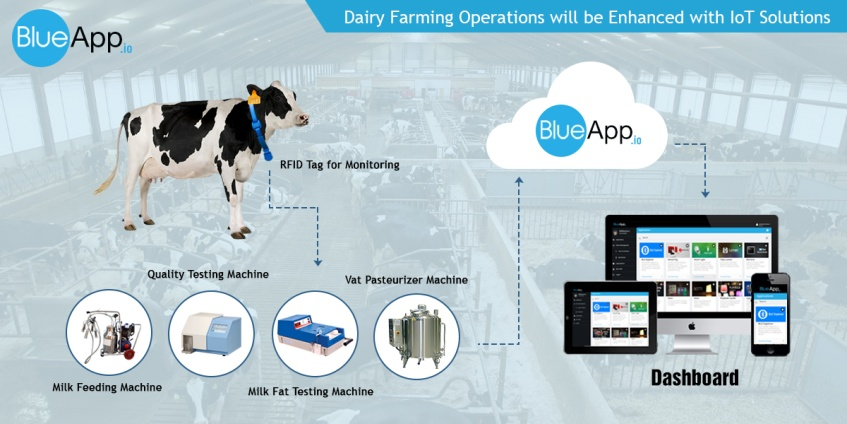 Dairy Farming Operations will be Enhanced with IoT Solutions
BlueApp.io
BlueApp.io
RFID Tag for Monitoring
Quality Testing Machine
Vat Pasteurizer Machine
Milk Feeding Machine
Milk Fat Testing Machine
BlueApp
Dashboard